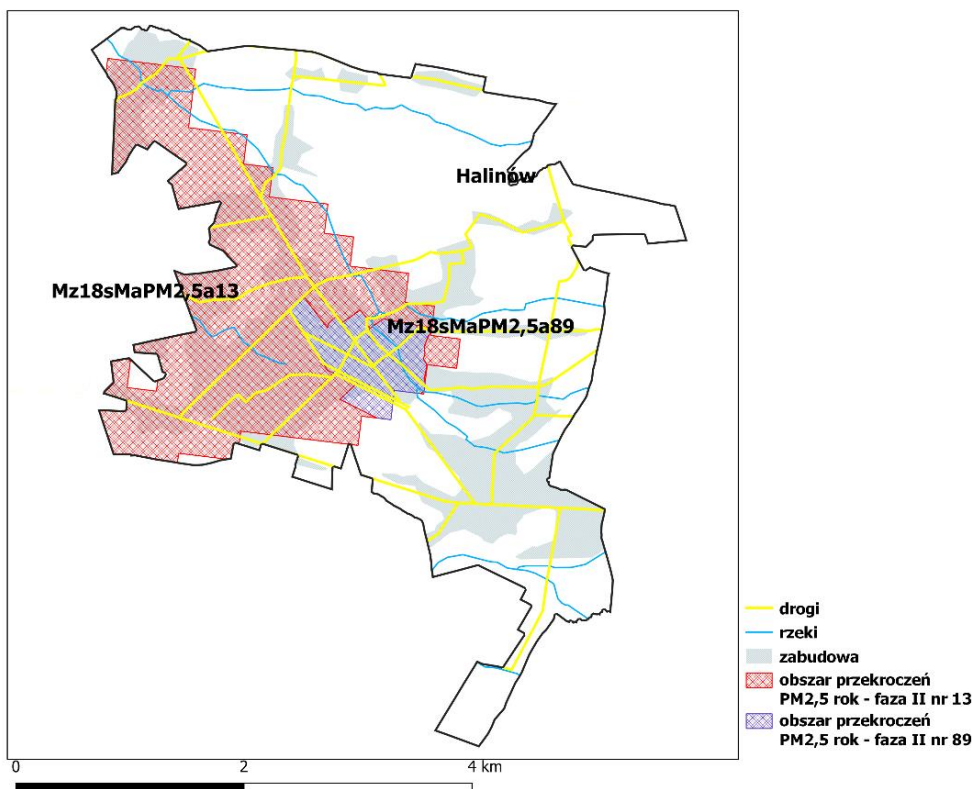 Halinów
Mz18sMaPM2,5a13
Mz18sMaPM2,5a89
drogi
rzeki
zabudowa
obszar przekroczeń
PM2,5 rok - faza II nr 13
obszar przekroczeń
PM2,5 rok - faza II nr 89
0 2 4 km